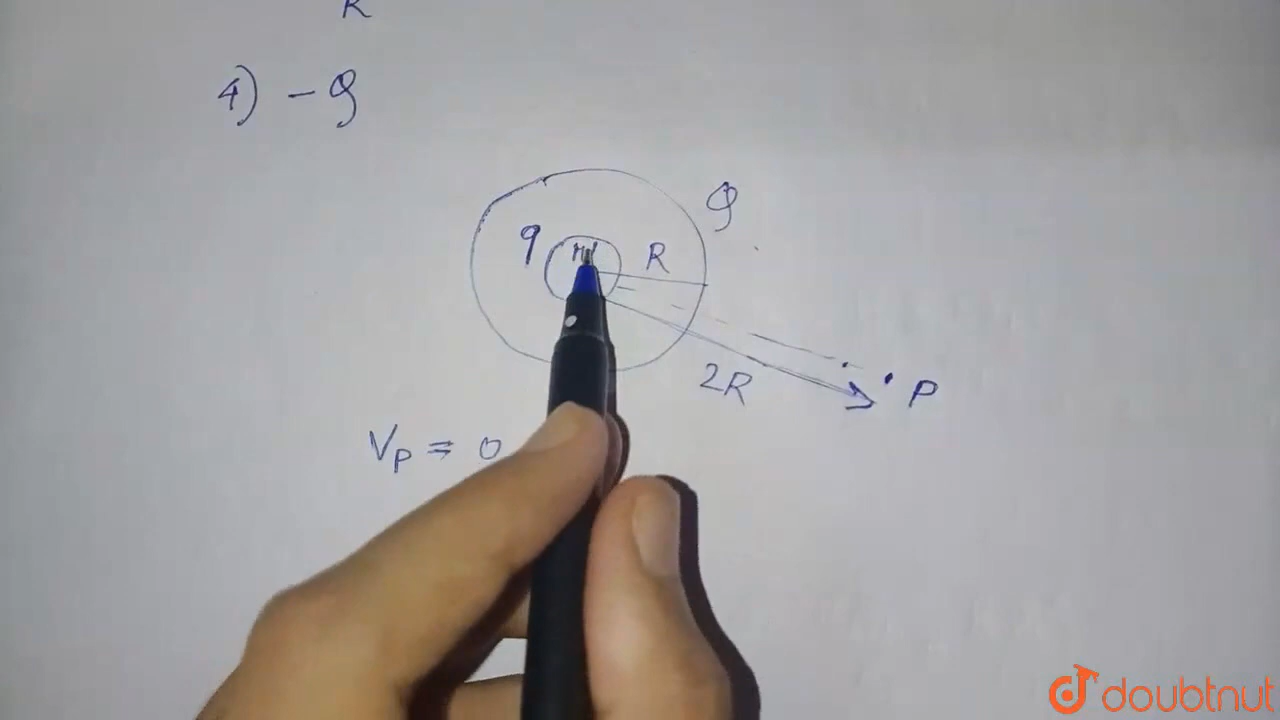 R
4) - Q
Q
q
R
2R
P
Vp = 0
doubtnut